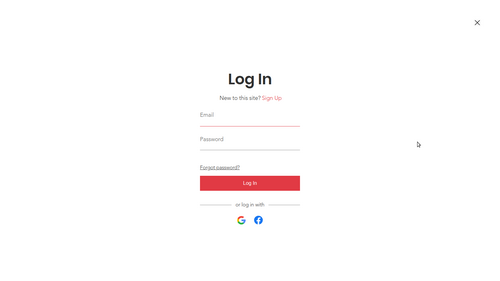 Log In
New to this site? Sign Up
Email
Password
Forgot password?
Log In
or log in with